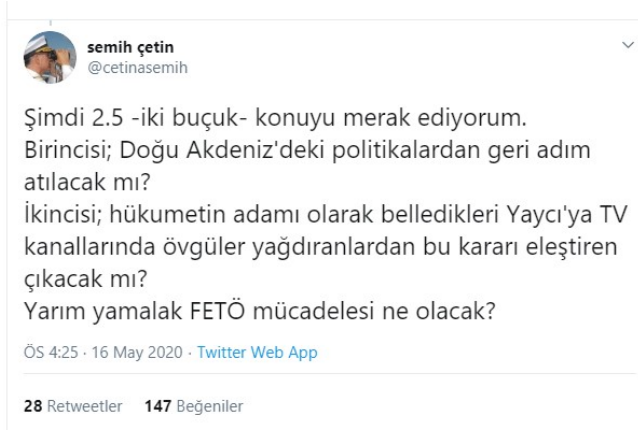 semih çetin
@cetinasemih
Şimdi 2.5 -iki buçuk- konuyu merak ediyorum.
Birincisi; Doğu Akdeniz'deki politikalardan geri adım
atılacak mı?
İkincisi; hükumetin adamı olarak belledikleri Yaycı'ya TV
kanallarında övgüler yağdıranlardan bu kararı eleştiren
çıkacak mı?
Yarım yamalak FETÖ mücadelesi ne olacak?
ÖS 4:25 · 16 May 2020 · Twitter Web App
28 Retweetler 147 Beğeniler